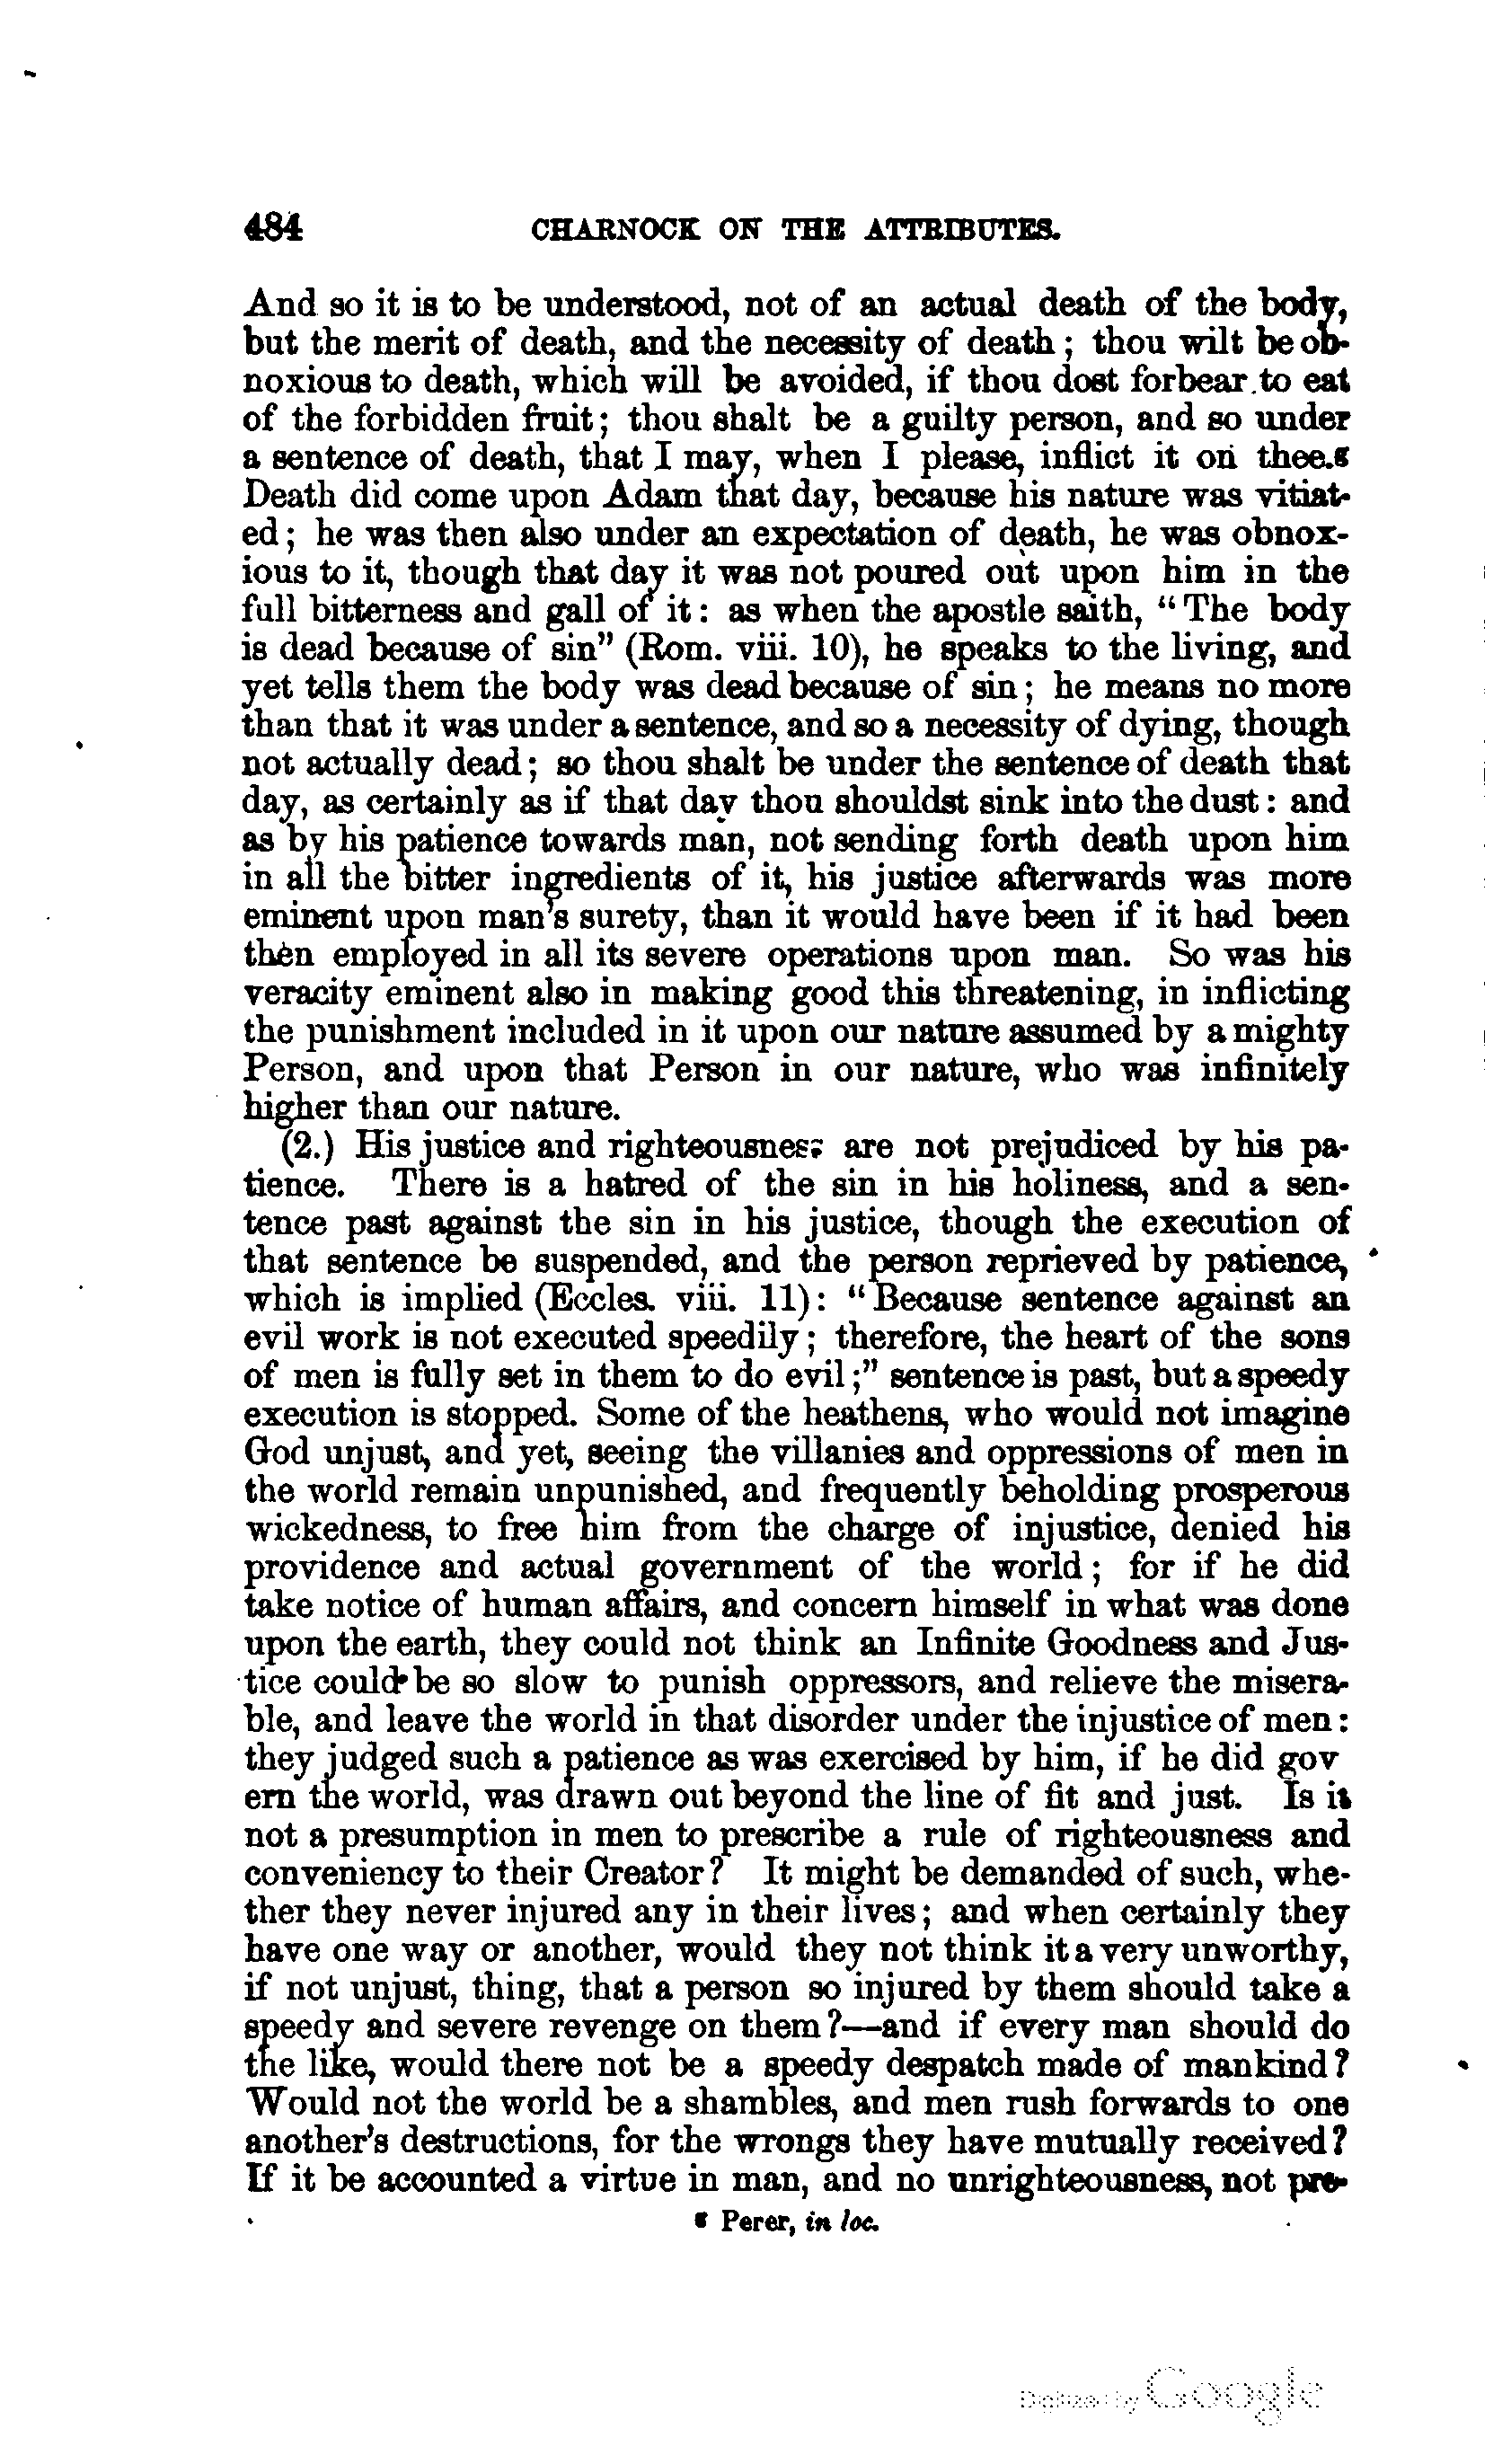 484 CHARNOCK ON THE ATTRIBUTES.
And so it is to be understood, not of an actual death of the body,
but the merit of death, and the necessity of death; thou wilt be ob-
noxious to death, which will be avoided, if thou dost forbear to eat
of the forbidden fruit; thou shalt be a guilty person, and so under
a sentence of death, that I may, when I please, inflict it on thee.g
Death did come upon Adam that day, because his nature was vitiat-
ed; he was then also under an expectation of death, he was obnox-
ious to it, though that day it was not poured out upon him in the
full bitterness and gall of it: as when the apostle saith, "The body
is dead because of sin" (Rom. viii. 10), he speaks to the living, and
yet tells them the body was dead because of sin; he means no more
than that it was under a sentence, and so a necessity of dying, though
not actually dead; so thou shalt be under the sentence of death that
day, as certainly as if that day thou shouldst sink into the dust: and
as by his patience towards man, not sending forth death upon him
in all the bitter ingredients of it, his justice afterwards was more
eminent upon man's surety, than it would have been if it had been
then employed in all its severe operations upon man. So was his
veracity eminent also in making good this threatening, in inflicting
the punishment included in it upon our nature assumed by a mighty
Person, and upon that Person in our nature, who was infinitely
higher than our nature.
(2.) His justice and righteousness are not prejudiced by his pa-
tience. There is a hatred of the sin in his holiness, and a sen-
tence past against the sin in his justice, though the execution of
that sentence be suspended, and the person reprieved by patience,
which is implied (Eccles. viii. 11): "Because sentence against an
evil work is not executed speedily; therefore, the heart of the sons
of men is fully set in them to do evil;" sentence is past, but a speedy
execution is stopped. Some of the heathens, who would not imagine
God unjust, and yet, seeing the villanies and oppressions of men in
the world remain unpunished, and frequently beholding prosperous
wickedness, to free him from the charge of injustice, denied his
providence and actual government of the world; for if he did
take notice of human affairs, and concern himself in what was done
upon the earth, they could not think an Infinite Goodness and Jus-
tice could be so slow to punish oppressors, and relieve the misera-
ble, and leave the world in that disorder under the injustice of men:
they judged such a patience as was exercised by him, if he did gov
ern the world, was drawn out beyond the line of fit and just. Is it
not a presumption in men to prescribe a rule of righteousness and
conveniency to their Creator? It might be demanded of such, whe-
ther they never injured any in their lives; and when certainly they
have one way or another, would they not think it a very unworthy,
if not unjust, thing, that a person so injured by them should take a
speedy and severe revenge on them?—and if every man should do
the like, would there not be a speedy despatch made of mankind?
Would not the world be a shambles, and men rush forwards to one
another's destructions, for the wrongs they have mutually received?
If it be accounted a virtue in man, and no unrighteousness, not pre-
g Perer, in loc.
Digitized by Google